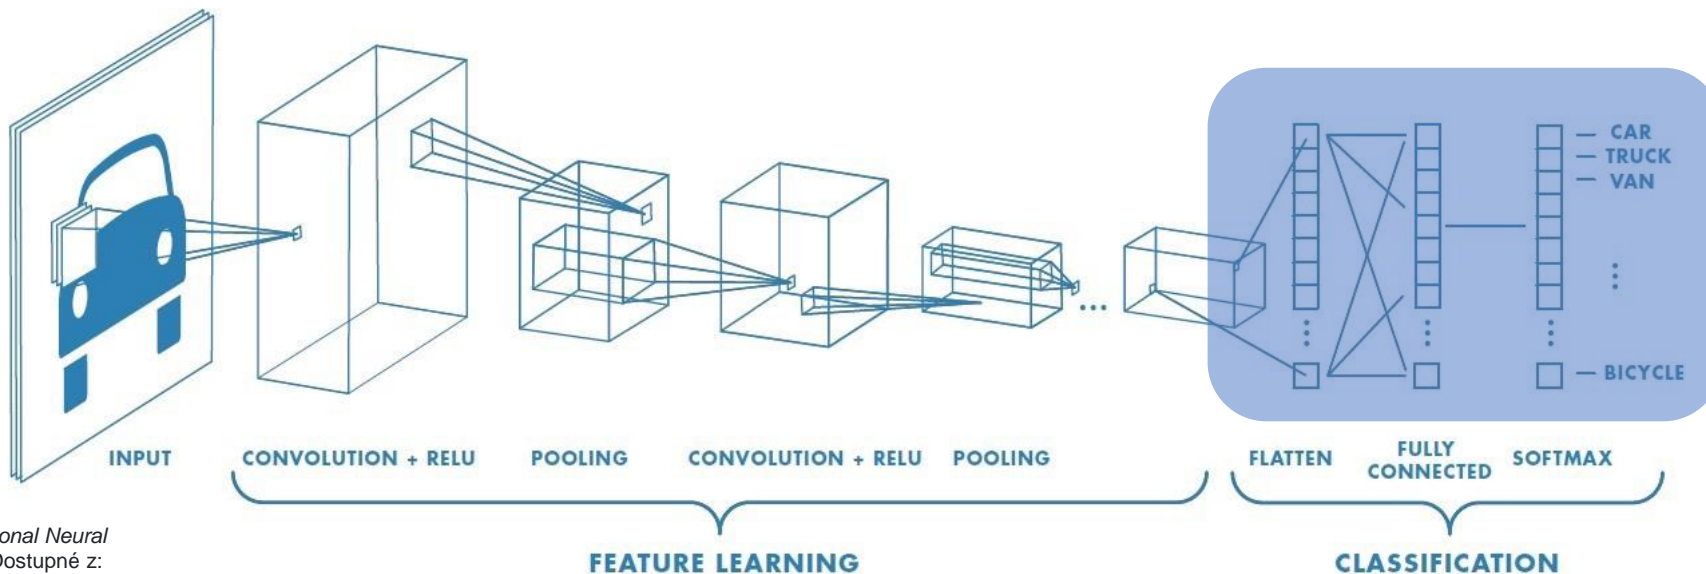 CAR
TRUCK
VAN
BICYCLE
INPUT
CONVOLUTION + RELU
POOLING
CONVOLUTION + RELU
POOLING
FLATTEN
FULLY
CONNECTED
SOFTMAX
FEATURE LEARNING
CLASSIFICATION
onal Neural
Dostupné z: